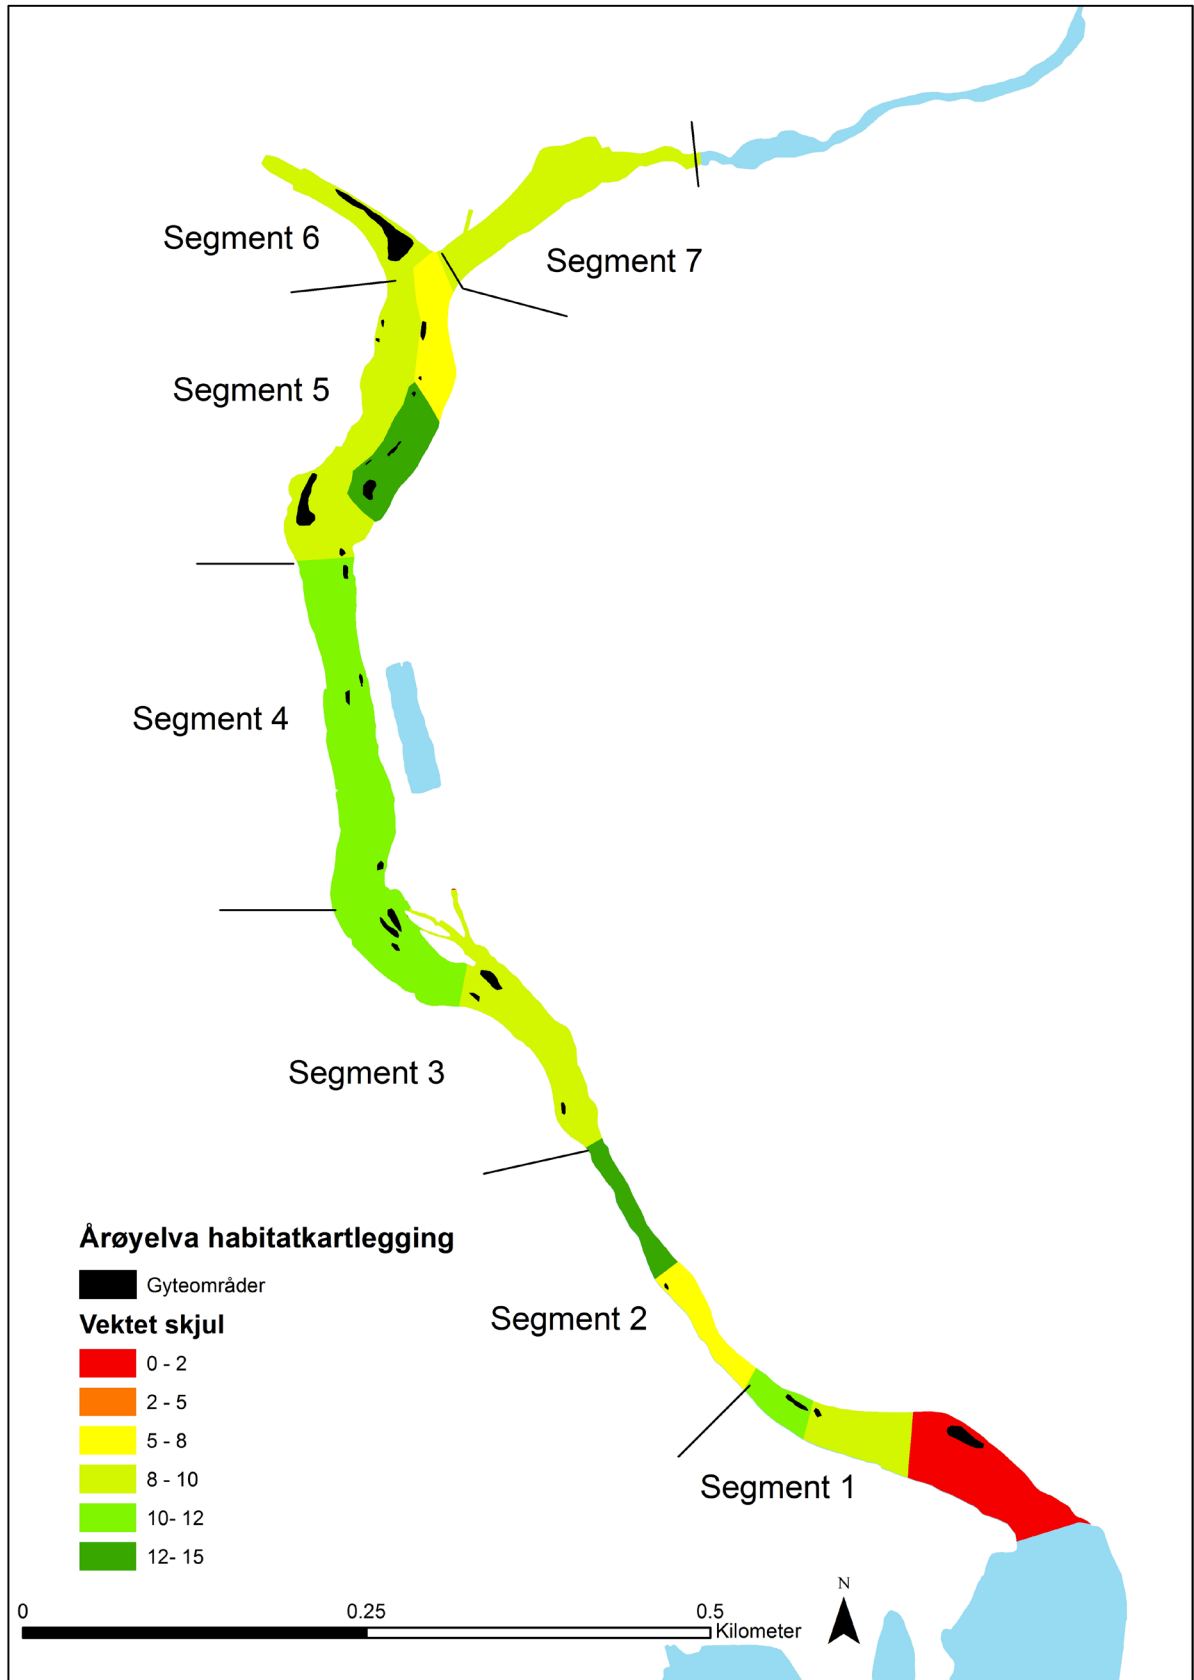 Segment 6
Segment 7
Segment 5
Segment 4
Segment 3
Segment 2
Segment 1
Årøyelva habitatkartlegging
Gyteområder
Vektet skjul
0 - 2
2 - 5
5 - 8
8 - 10
10- 12
12- 15
0 0.25 0.5
Kilometer
N